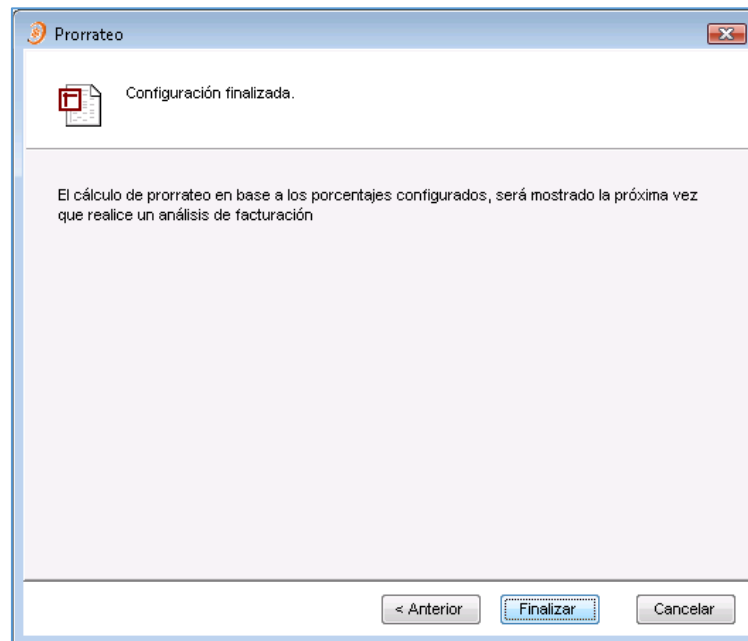 Prorrateo
Configuración finalizada.
El cálculo de prorrateo en base a los porcentajes configurados, será mostrado la próxima vez
que realice un análisis de facturación
< Anterior
Finalizar
Cancelar